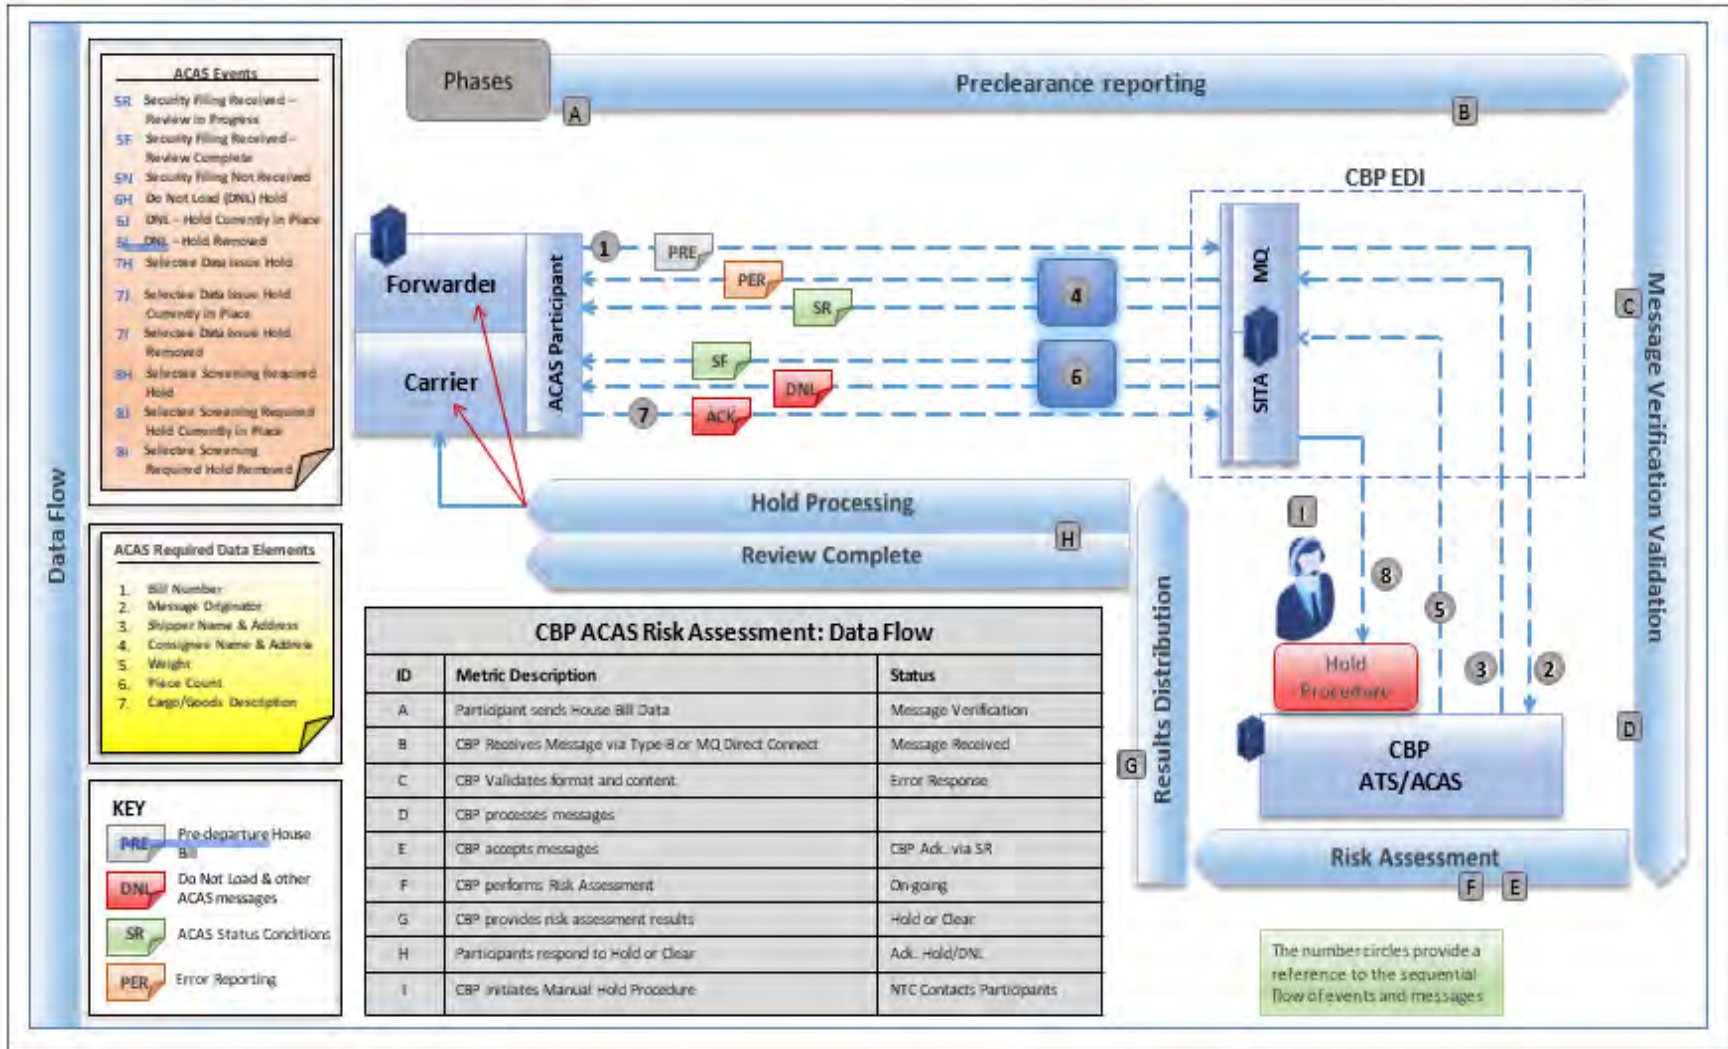 Data Flow
ACAS Events
SR Security Filing Received –
Review in Progress
SF Security Filing Received –
Review Complete
SN Security Filing Not Received
6H Do Not Load (DNL) Hold
6J DNL – Hold Currently in Place
6I DNL – Hold Removed
7H Selectee Data Issue Hold
7J Selectee Data Issue Hold
Currently in Place
7I Selectee Data Issue Hold
Removed
8H Selectee Screening Required
Hold
8J Selectee Screening Required
Hold Currently in Place
8I Selectee Screening
Required Hold Removed
ACAS Required Data Elements
1. Bill Number
2. Message Originator
3. Shipper Name & Address
4. Consignee Name & Address
5. Weight
6. Piece Count
7. Cargo/Goods Description
KEY
PRE Pre-departure House
Bill
DNL Do Not Load & other
ACAS messages
SR ACAS Status Conditions
PER Error Reporting
Phases
Preclearance reporting
A
B
CBP EDI
Forwarder
Carrier
ACAS Participant
1
PRE
PER
SR
4
SF
DNL
6
7
ACK
MQ
SITA
C
Message Verification Validation
D
Hold Processing
H
Review Complete
G
Results Distribution
I
8
5
3
2
Hold
Procedure
CBP
ATS/ACAS
Risk Assessment
F
E
CBP ACAS Risk Assessment: Data Flow
ID Metric Description Status
A Participant sends House Bill Data Message Verification
B CBP Receives Message via Type-B or MQ Direct Connect Message Received
C CBP Validates format and content. Error Response
D CBP processes messages
E CBP accepts messages CBP Ack. via SR
F CBP performs Risk Assessment On-going
G CBP provides risk assessment results Hold or Clear
H Participants respond to Hold or Clear Ack. Hold/DNL
I CBP initiates Manual Hold Procedure NTC Contacts Participants
The number circles provide a
reference to the sequential
flow of events and messages